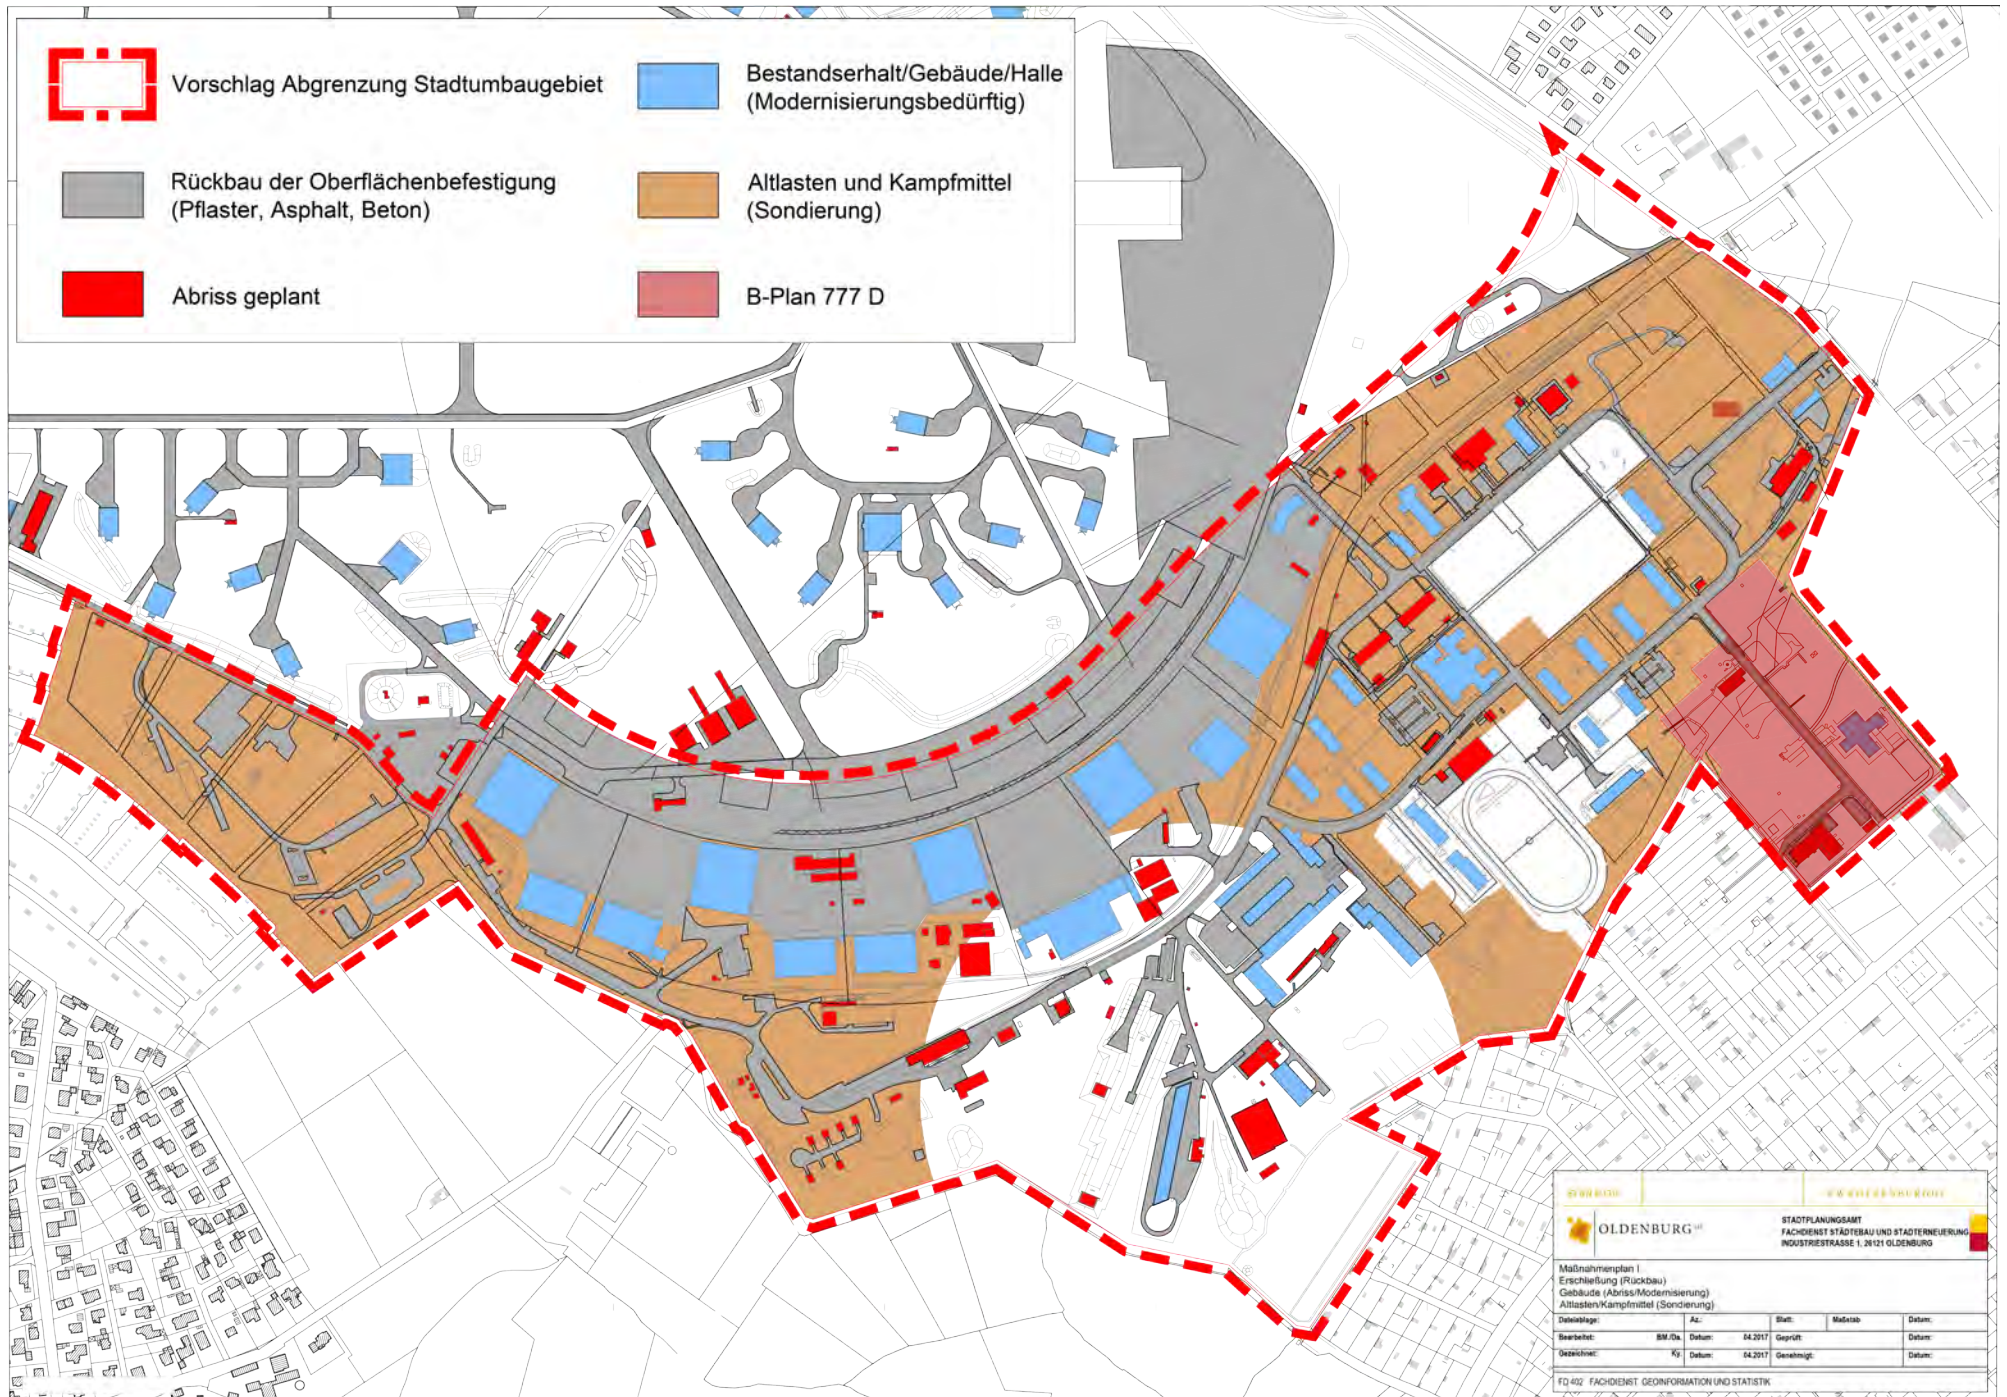 Vorschlag Abgrenzung Stadtumbaugebiet
Rückbau der Oberflächenbefestigung
(Pflaster, Asphalt, Beton)
Abriss geplant
Bestandserhalt/Gebäude/Halle
(Modernisierungsbedürftig)
Altlasten und Kampfmittel
(Sondierung)
B-Plan 777 D
OLDENBURG
STADTPLANUNGSAMT
FACHDIENST STÄDTEBAU UND STADTERNEUERUNG
INDUSTRIESTRASSE 1, 26121 OLDENBURG
Maßnahmenplan I
Erschließung (Rückbau)
Gebäude (Abriss/Modernisierung)
Altlasten/Kampfmittel (Sondierung)
Dateiablage: Az.: Blatt: Maßstab Datum:
Bearbeitet: BM./Da. Datum: 04.2017 Geprüft: Datum:
Gezeichnet: Ky. Datum: 04.2017 Genehmigt: Datum:
FD 402 FACHDIENST GEOINFORMATION UND STATISTIK